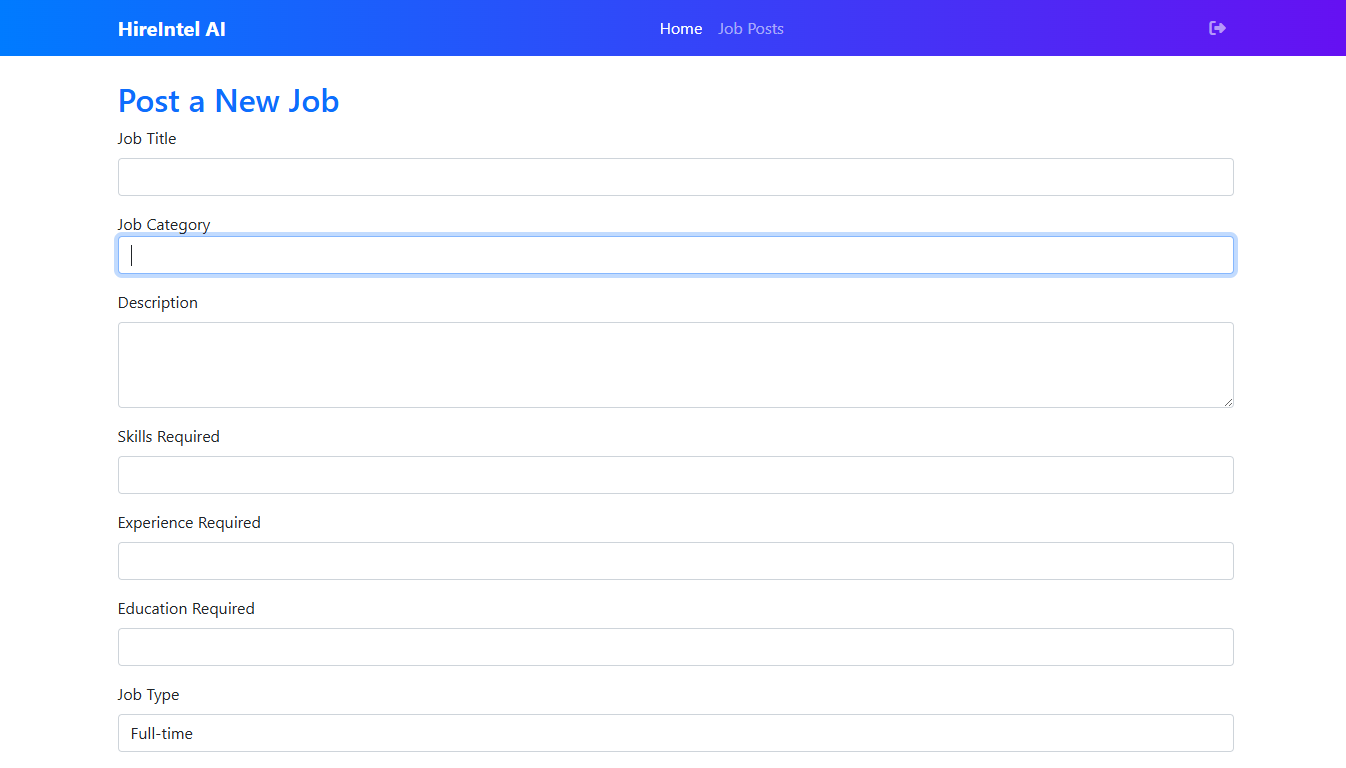 HireIntel AI Home Job Posts
Post a New Job
Job Title
Job Category
Description
Skills Required
Experience Required
Education Required
Job Type
Full-time